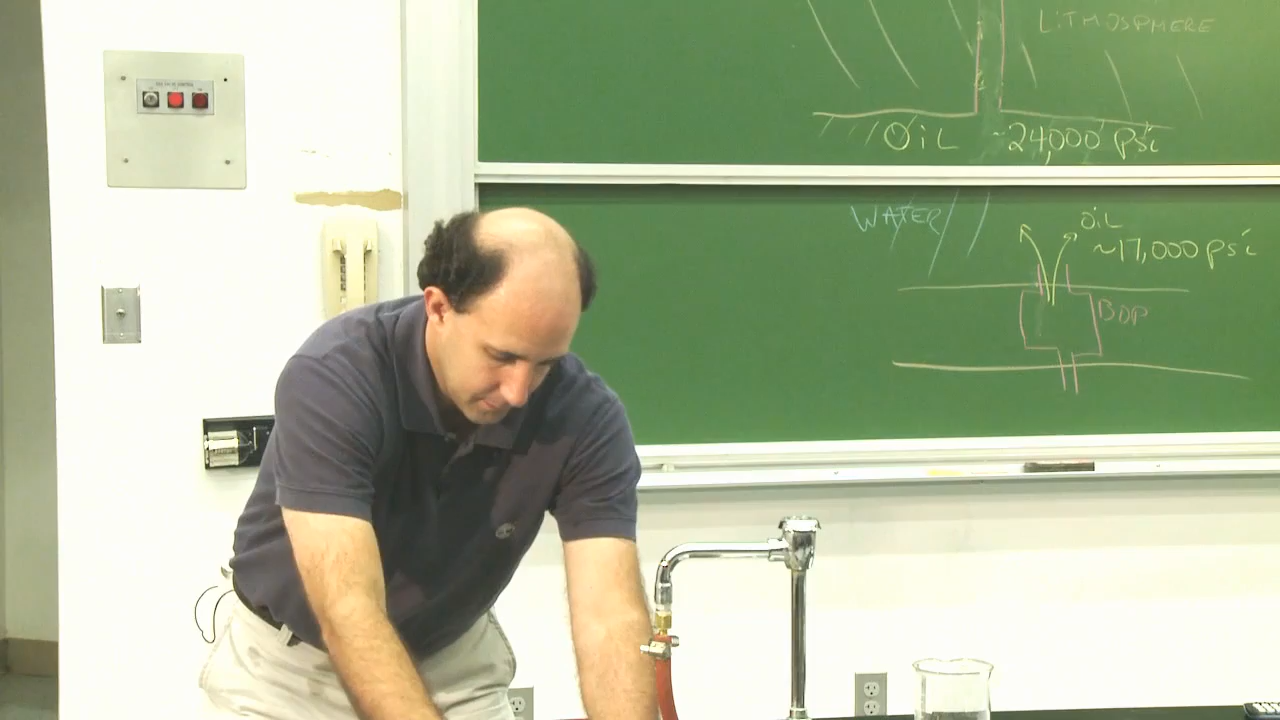 LITHOSPHERE
OIL ~24,000 psi
WATER
OIL
~17,000 psi
BOP